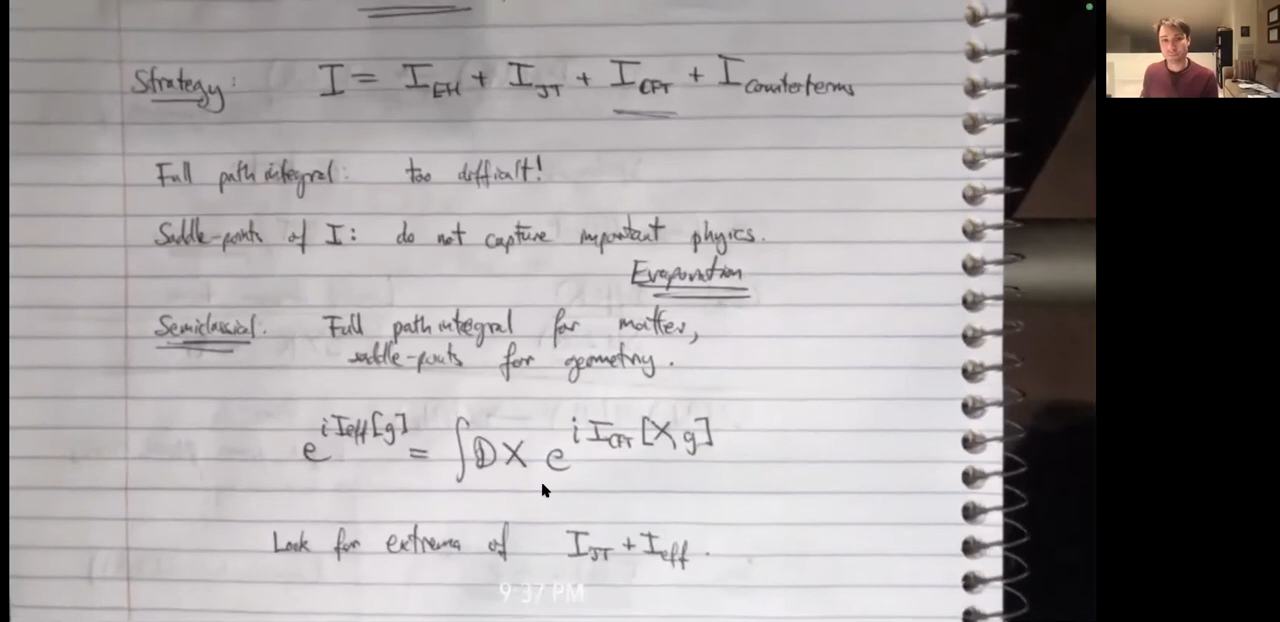 Strategy: I = I_EH + I_JT + I_CFT + I_counterterms
Full path integral: too difficult!
Saddle-points of I: do not capture important physics.
Evaporation
Semiclassical. Full path integral for matter,
saddle-points for geometry.
e^{i I_eff[g]} = ∫ DX e^{i I_CFT [X, g]}
Look for extrema of I_JT + I_eff.
9:37 PM